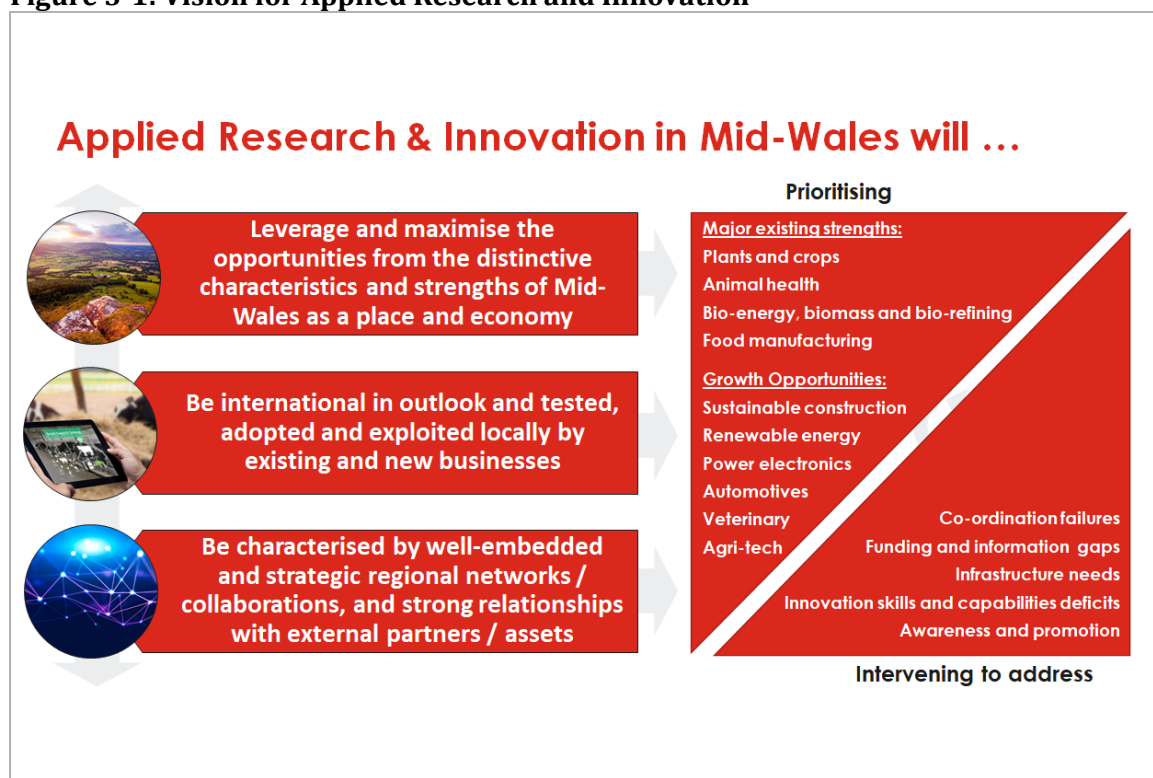 Figure 3-1: Vision for Applied Research and Innovation
Applied Research & Innovation in Mid-Wales will …
Leverage and maximise the
opportunities from the distinctive
characteristics and strengths of Mid-
Wales as a place and economy
Be international in outlook and tested,
adopted and exploited locally by
existing and new businesses
Be characterised by well-embedded
and strategic regional networks /
collaborations, and strong relationships
with external partners / assets
Prioritising
Major existing strengths:
Plants and crops
Animal health
Bio-energy, biomass and bio-refining
Food manufacturing
Growth Opportunities:
Sustainable construction
Renewable energy
Power electronics
Automotives
Veterinary
Agri-tech
Co-ordination failures
Funding and information gaps
Infrastructure needs
Innovation skills and capabilities deficits
Awareness and promotion
Intervening to address